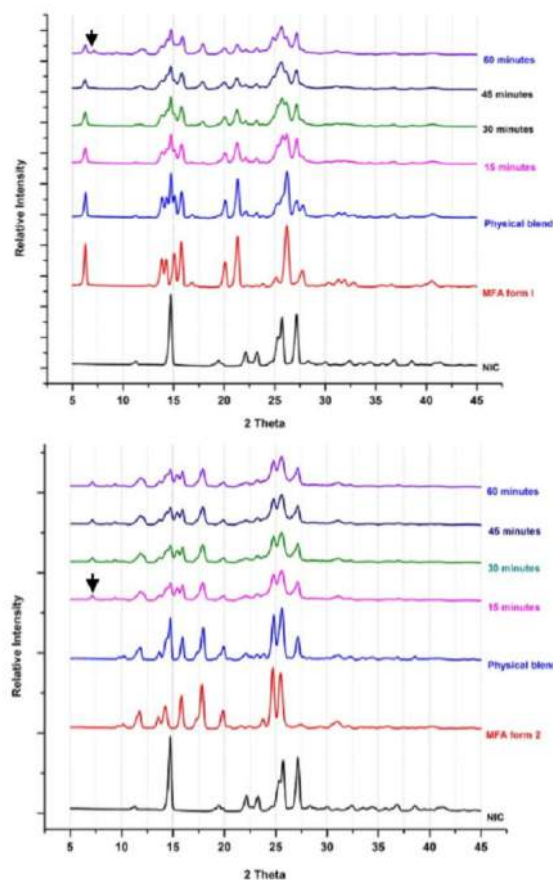 60 minutes
45 minutes
30 minutes
15 minutes
Physical blend
MFA form I
NIC
Relative Intensity
5 10 15 20 25 30 35 40 45
2 Theta
60 minutes
45 minutes
30 minutes
15 minutes
Physical blend
MFA form 2
NIC
Relative Intensity
5 10 15 20 25 30 35 40 45
2 Theta